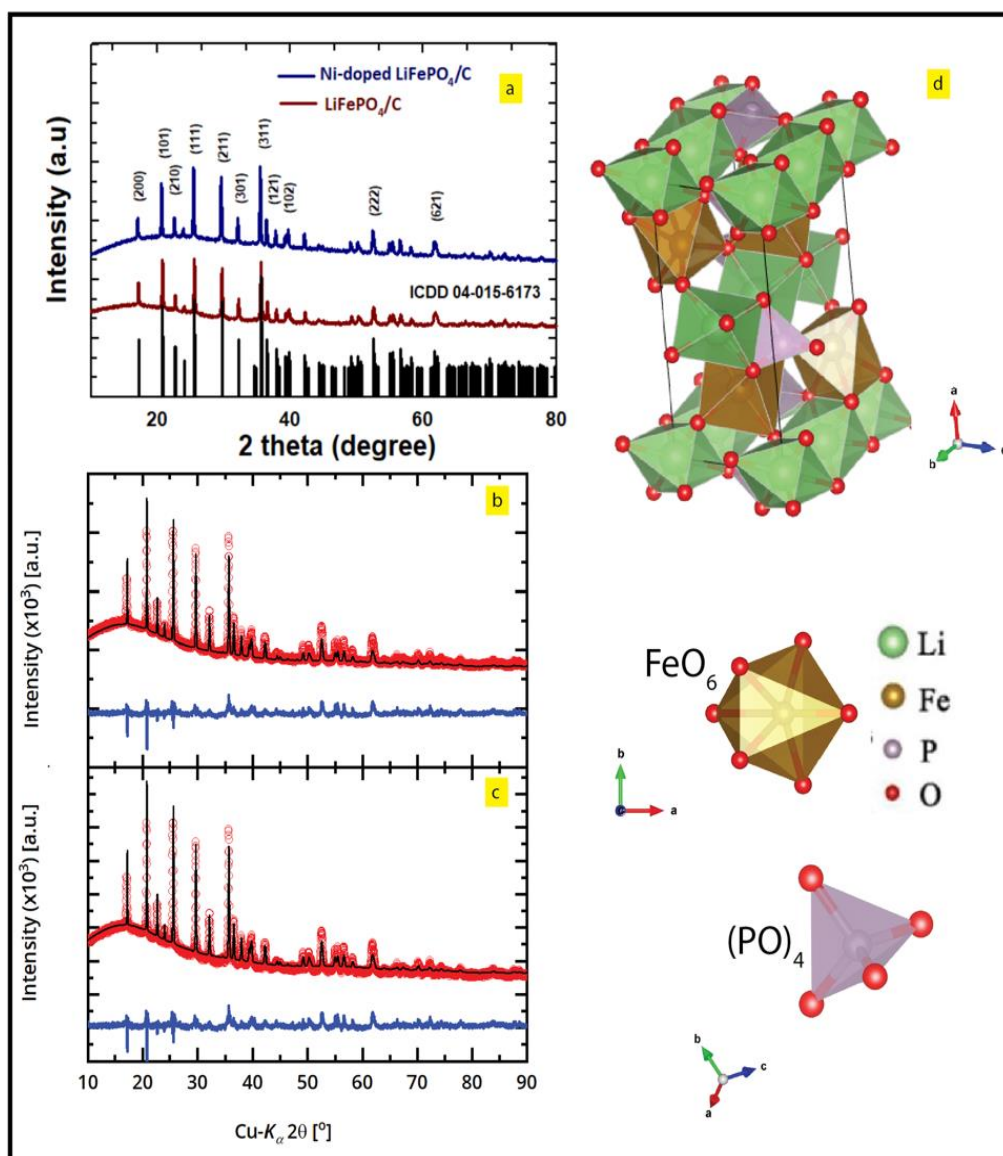 a
Ni-doped LiFePO₄/C
LiFePO₄/C
(200)
(101)
(210)
(111)
(211)
(301)
(311)
(121)
(102)
(222)
(621)
ICDD 04-015-6173
Intensity (a.u)
20
40
60
80
2 theta (degree)
b
Intensity (x10³) [a.u.]
c
Intensity (x10³) [a.u.]
10
20
30
40
50
60
70
80
90
Cu-Kα 2θ [°]
d
a
b
FeO₆
Li
Fe
P
O
b
a
(PO)₄
b
c
a